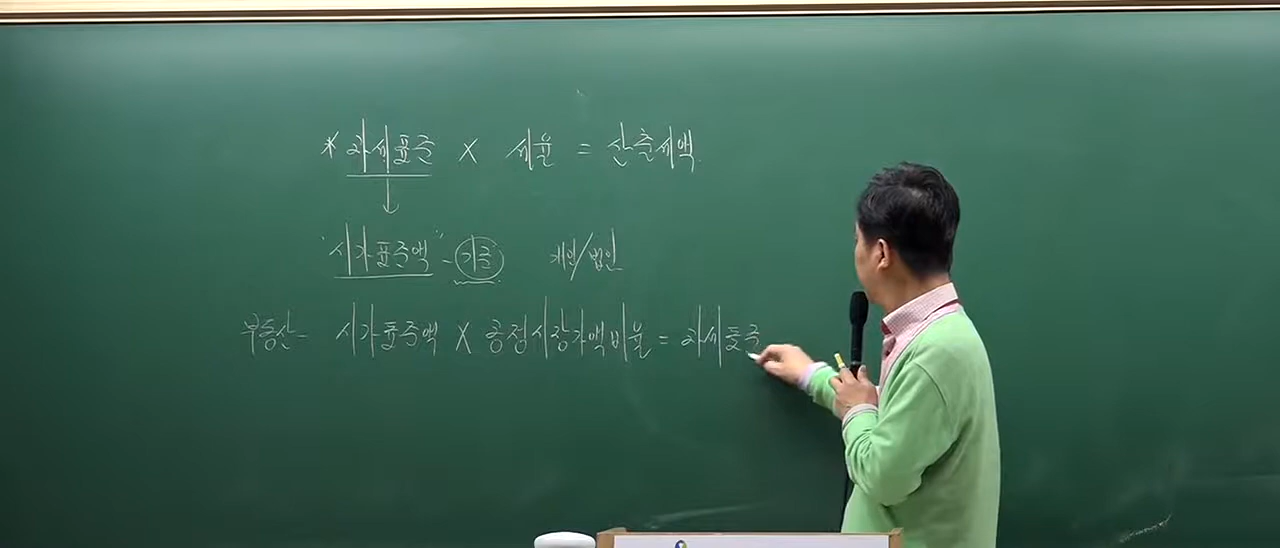 * 과세표준 × 세율 = 산출세액
"시가표준액" - 기준 개인/법인
부동산 - 시가표준액 × 공정시장가액비율 = 과세표준